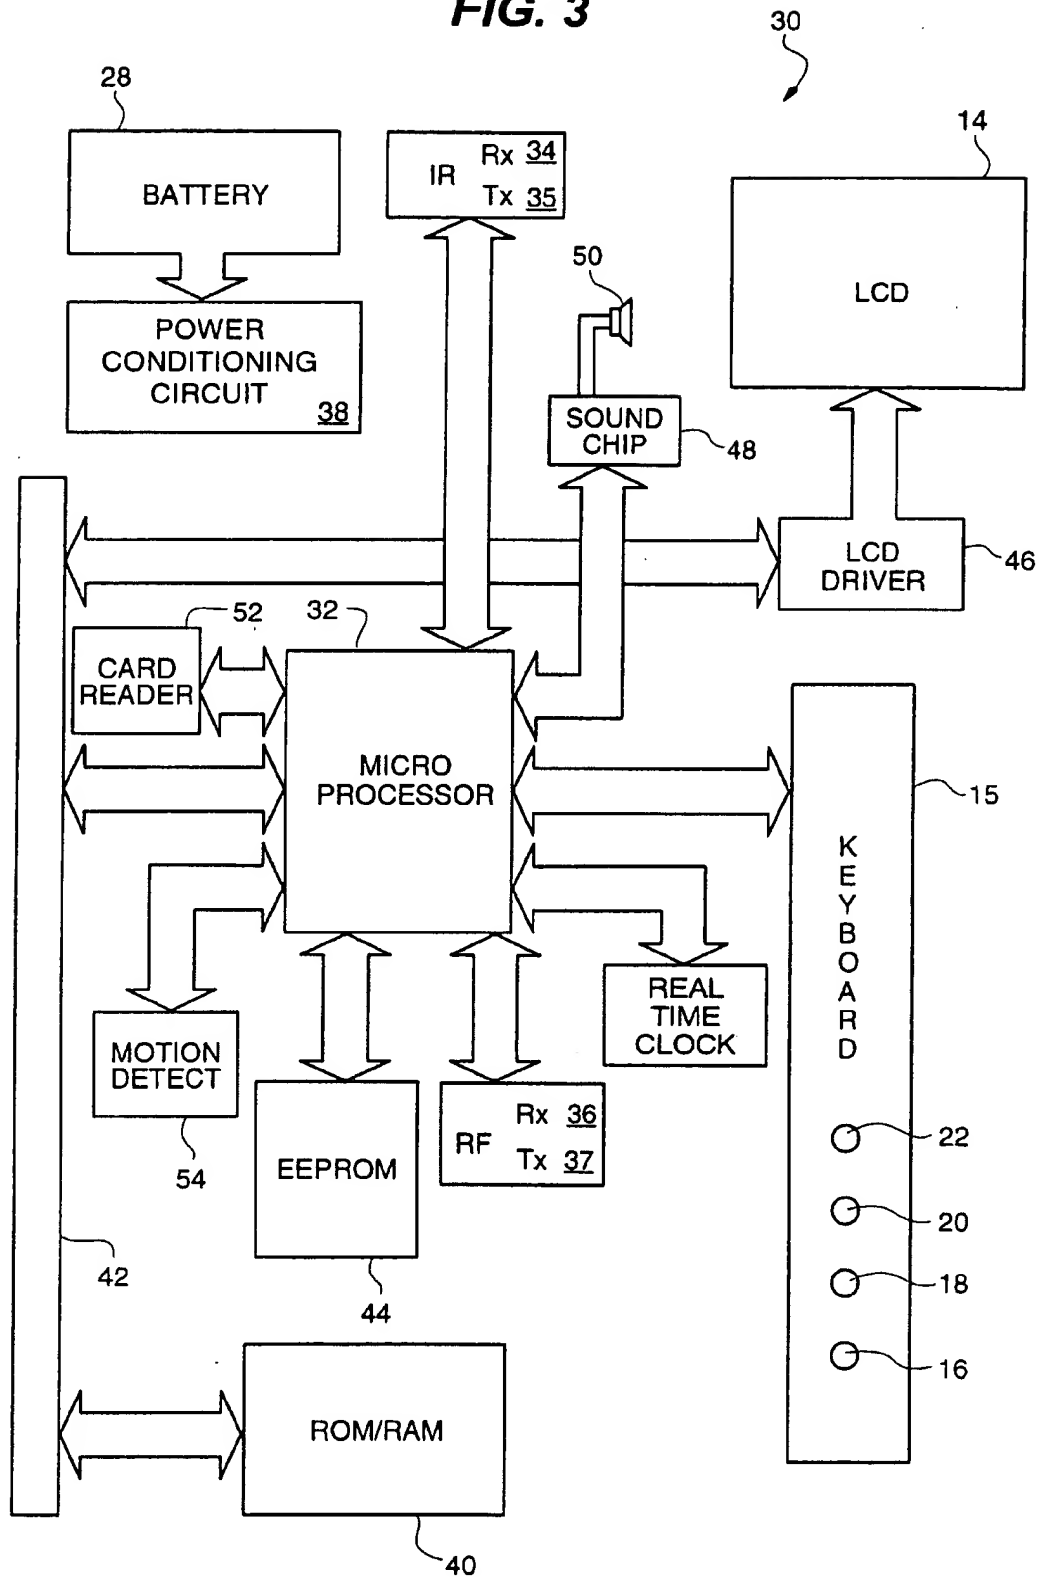 FIG. 3
30
28
BATTERY
IR Rx 34
Tx 35
14
LCD
50
POWER
CONDITIONING
CIRCUIT
38
SOUND
CHIP
48
LCD
DRIVER
46
52
32
CARD
READER
MICRO
PROCESSOR
15
KEYBOARD
REAL
TIME
CLOCK
MOTION
DETECT
54
EEPROM
44
RF Rx 36
Tx 37
22
20
18
16
42
ROM/RAM
40